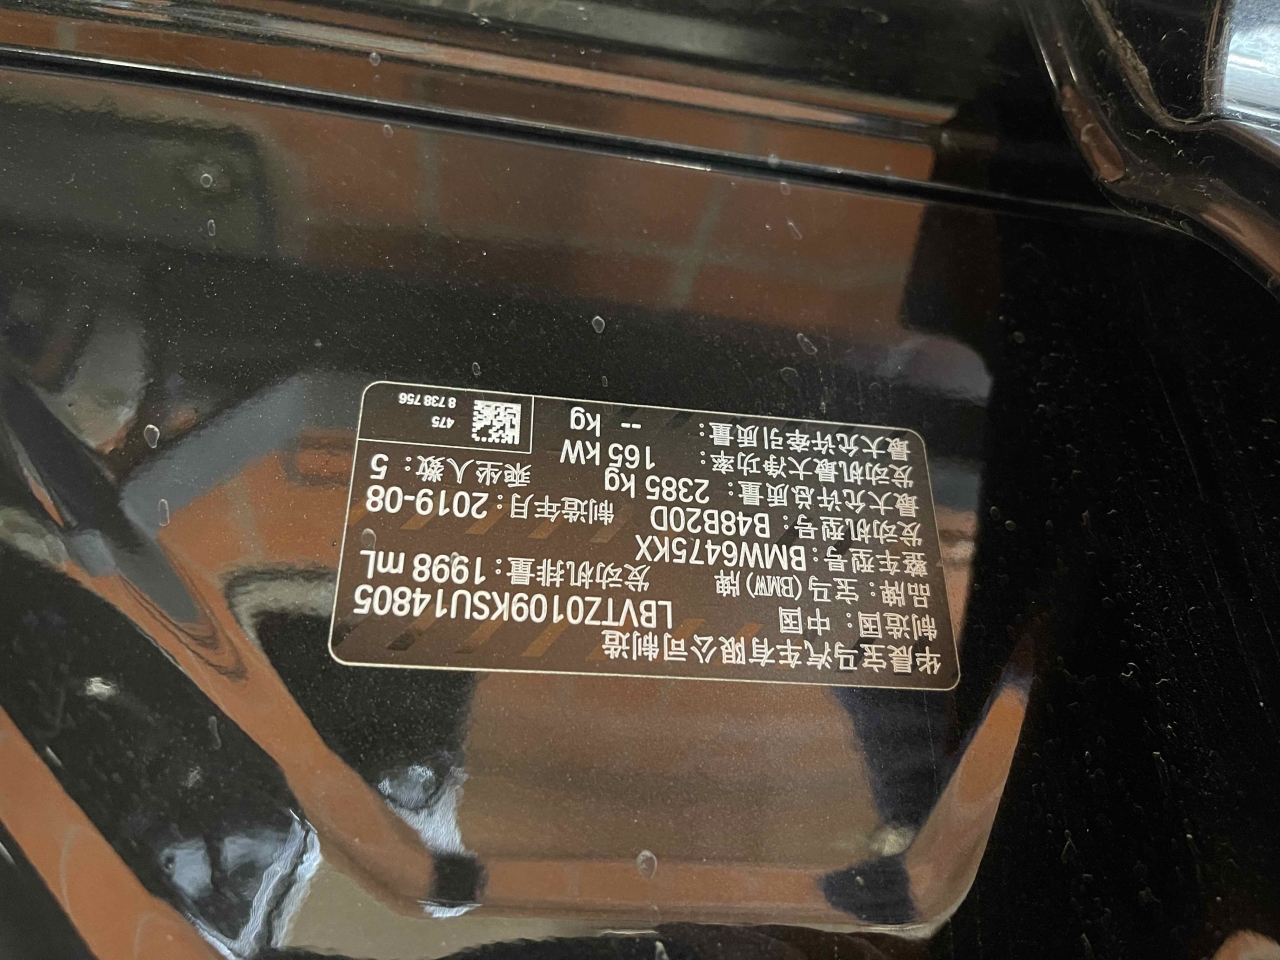 华晨宝马汽车有限公司制造
制造国：中国 LBVTZ0109KSU14805
品牌：宝马(BMW)牌 发动机排量：1998 mL
整车型号：BMW6475KX
发动机型号：B48B20D 制造年月：2019-08
最大允许总质量：2385 kg 乘坐人数：5
发动机最大净功率：165 kW
最大允许牵引质量：-- kg
475
8 738 756